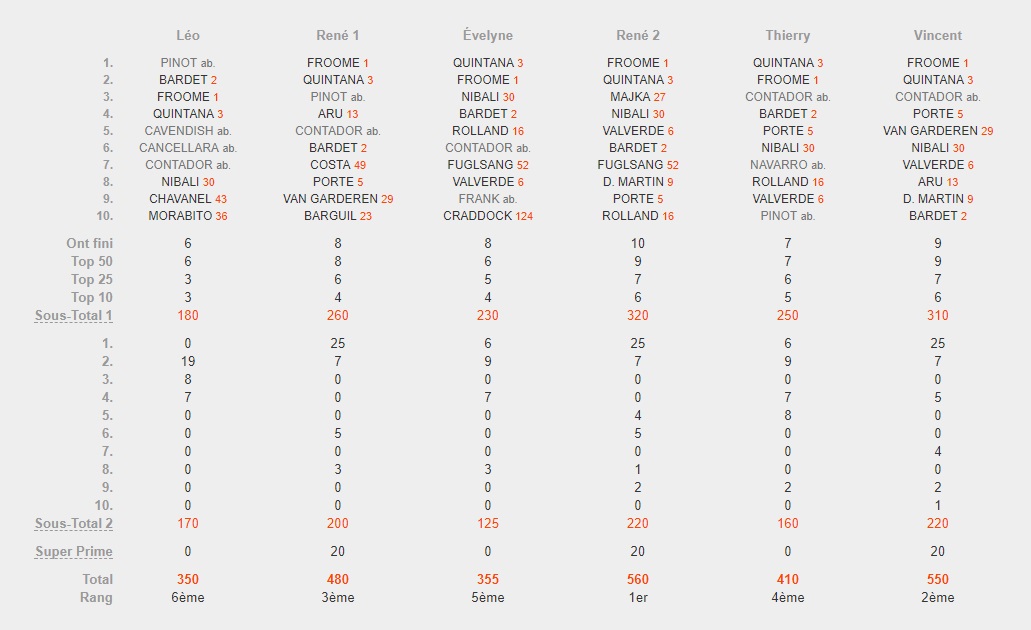 Léo René 1 Évelyne René 2 Thierry Vincent
1. PINOT ab. FROOME 1 QUINTANA 3 FROOME 1 QUINTANA 3 FROOME 1
2. BARDET 2 QUINTANA 3 FROOME 1 QUINTANA 3 FROOME 1 QUINTANA 3
3. FROOME 1 PINOT ab. NIBALI 30 MAJKA 27 CONTADOR ab. CONTADOR ab.
4. QUINTANA 3 ARU 13 BARDET 2 NIBALI 30 BARDET 2 PORTE 5
5. CAVENDISH ab. CONTADOR ab. ROLLAND 16 VALVERDE 6 PORTE 5 VAN GARDEREN 29
6. CANCELLARA ab. BARDET 2 CONTADOR ab. BARDET 2 NIBALI 30 NIBALI 30
7. CONTADOR ab. COSTA 49 FUGLSANG 52 FUGLSANG 52 NAVARRO ab. VALVERDE 6
8. NIBALI 30 PORTE 5 VALVERDE 6 D. MARTIN 9 ROLLAND 16 ARU 13
9. CHAVANEL 43 VAN GARDEREN 29 FRANK ab. PORTE 5 VALVERDE 6 D. MARTIN 9
10. MORABITO 36 BARGUIL 23 CRADDOCK 124 ROLLAND 16 PINOT ab. BARDET 2
Ont fini 6 8 8 10 7 9
Top 50 6 8 6 9 7 9
Top 25 3 6 5 7 6 7
Top 10 3 4 4 6 5 6
Sous-Total 1 180 260 230 320 250 310
1. 0 25 6 25 6 25
2. 19 7 9 7 9 7
3. 8 0 0 0 0 0
4. 7 0 7 0 7 5
5. 0 0 0 4 8 0
6. 0 5 0 5 0 0
7. 0 0 0 0 0 4
8. 0 3 3 1 0 0
9. 0 0 0 2 2 2
10. 0 0 0 0 0 1
Sous-Total 2 170 200 125 220 160 220
Super Prime 0 20 0 20 0 20
Total 350 480 355 560 410 550
Rang 6ème 3ème 5ème 1er 4ème 2ème